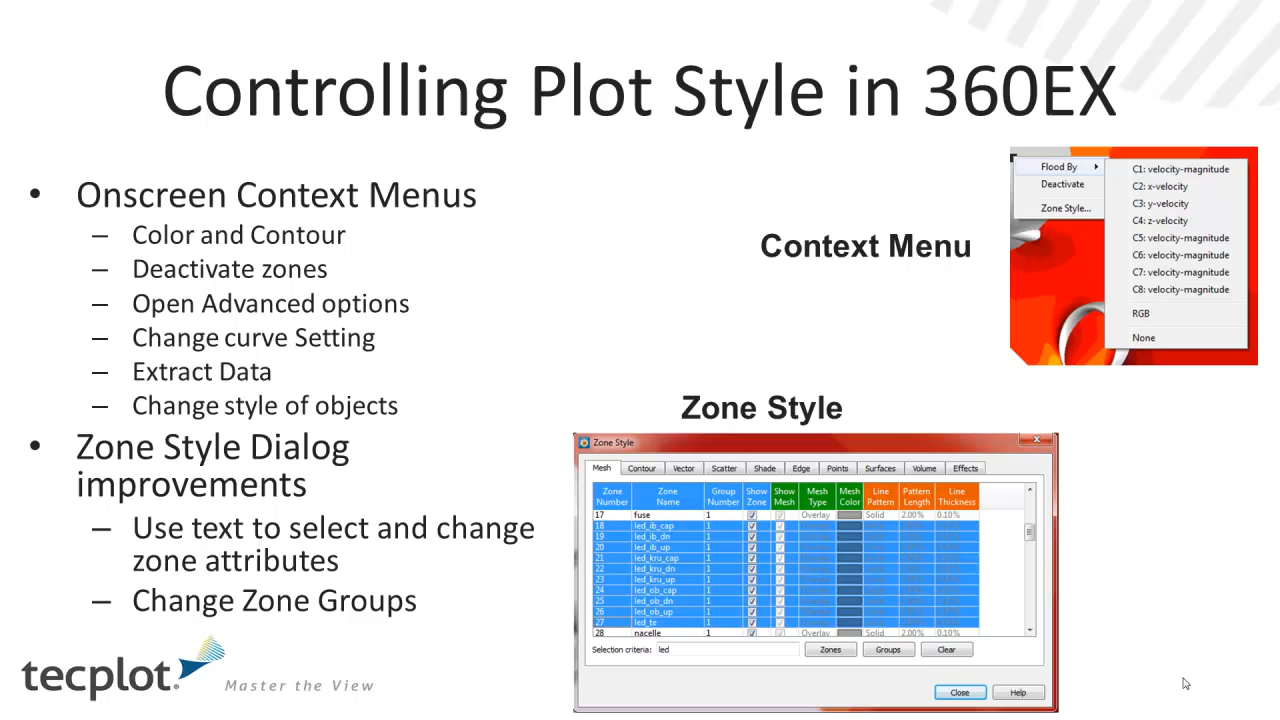 Controlling Plot Style in 360EX
• Onscreen Context Menus
– Color and Contour
– Deactivate zones
– Open Advanced options
– Change curve Setting
– Extract Data
– Change style of objects
• Zone Style Dialog
improvements
– Use text to select and change
zone attributes
– Change Zone Groups
tecplot. Master the View
Context Menu
Flood By
Deactivate
Zone Style...
C1: velocity-magnitude
C2: x-velocity
C3: y-velocity
C4: z-velocity
C5: velocity-magnitude
C6: velocity-magnitude
C7: velocity-magnitude
C8: velocity-magnitude
RGB
None
Zone Style
Zone Style
Mesh Contour Vector Scatter Shade Edge Points Surfaces Volume Effects
Zone Zone Group Show Show Mesh Mesh Line Pattern Line
Number Name Number Zone Mesh Type Color Pattern Length Thickness
17 fuse 1 Overlay Solid 2.00% 0.10%
18 led_ib_cap 1
19 led_ib_dn 1
20 led_ib_up 1
21 led_kru_cap 1
22 led_kru_dn 1
23 led_kru_up 1
24 led_ob_cap 1
25 led_ob_dn 1
26 led_ob_up 1
27 led_te 1
28 nacelle 1 Overlay Solid 2.00% 0.10%
Selection criteria: led Zones Groups Clear
Close Help